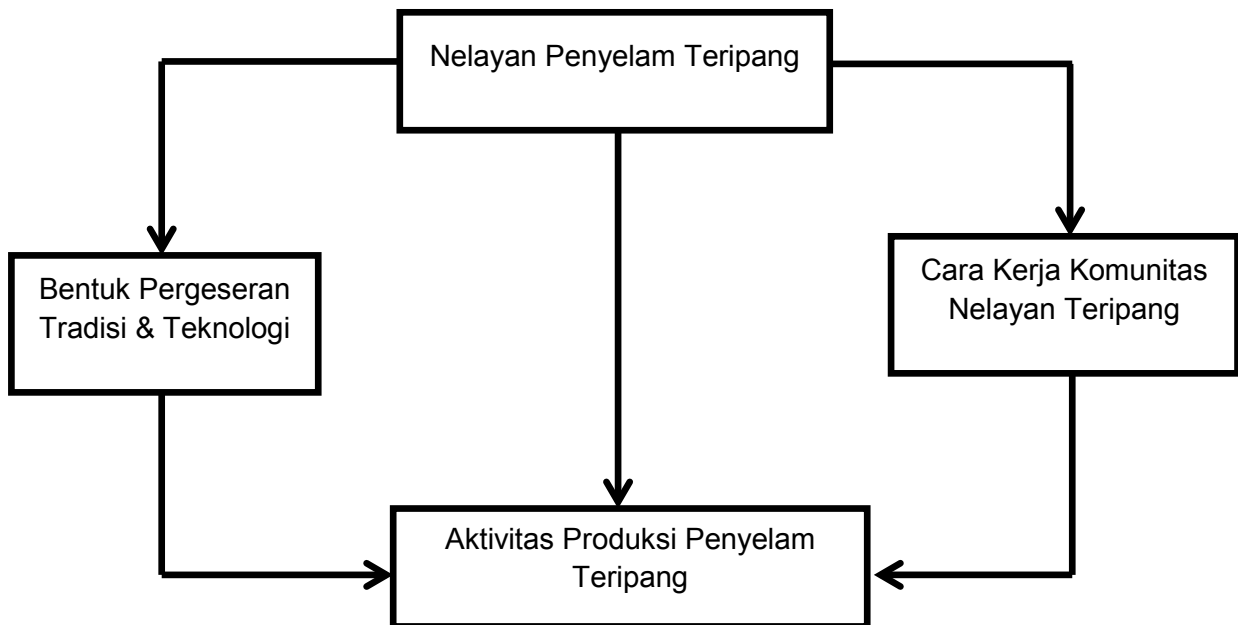 Nelayan Penyelam Teripang
Bentuk Pergeseran
Tradisi & Teknologi
Cara Kerja Komunitas
Nelayan Teripang
Aktivitas Produksi Penyelam
Teripang